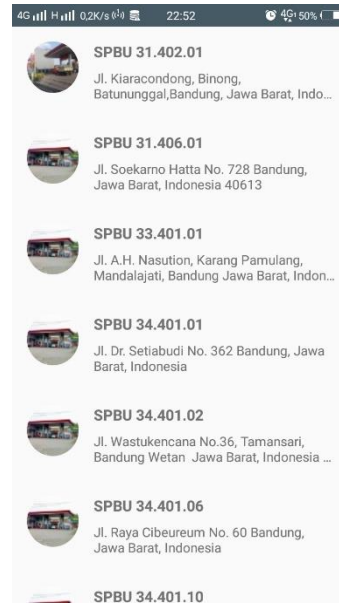 4G H 0,2K/s 22:52 4G 50%
SPBU 31.402.01
Jl. Kiaracondong, Binong,
Batununggal,Bandung, Jawa Barat, Indo...
SPBU 31.406.01
Jl. Soekarno Hatta No. 728 Bandung,
Jawa Barat, Indonesia 40613
SPBU 33.401.01
Jl. A.H. Nasution, Karang Pamulang,
Mandalajati, Bandung Jawa Barat, Indon...
SPBU 34.401.01
Jl. Dr. Setiabudi No. 362 Bandung, Jawa
Barat, Indonesia
SPBU 34.401.02
Jl. Wastukencana No.36, Tamansari,
Bandung Wetan Jawa Barat, Indonesia ...
SPBU 34.401.06
Jl. Raya Cibeureum No. 60 Bandung,
Jawa Barat, Indonesia
SPBU 34.401.10